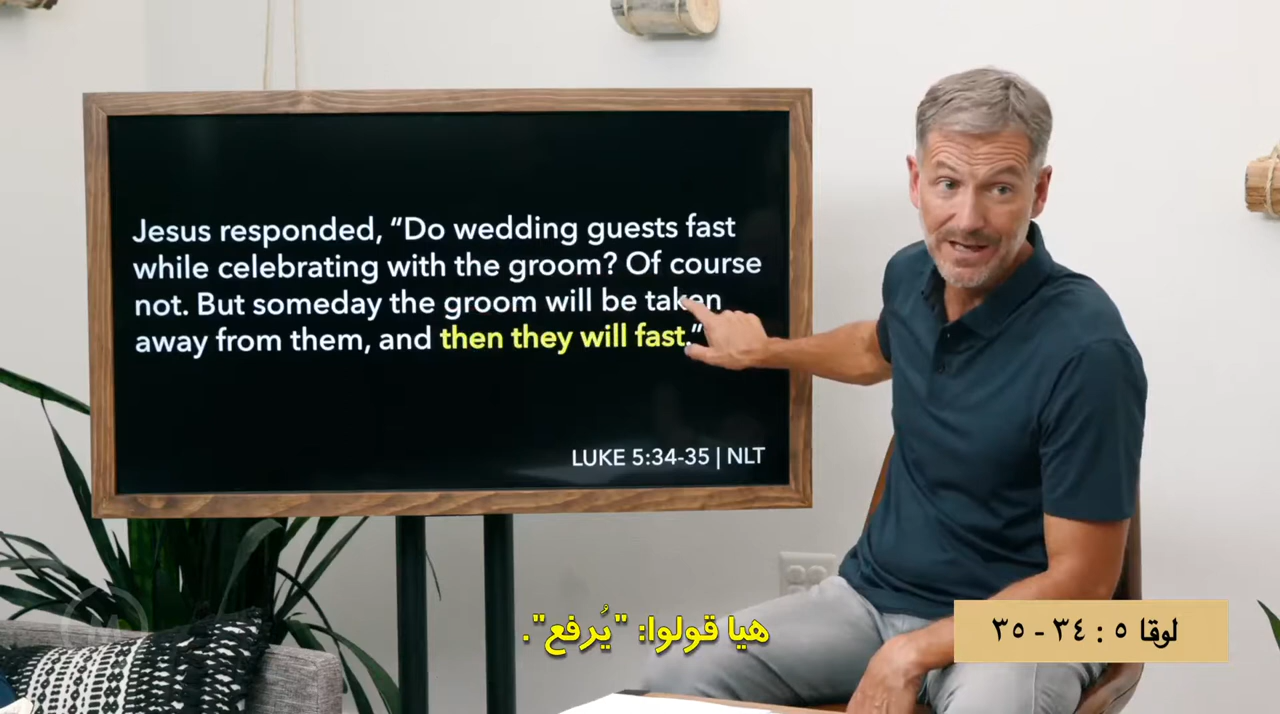 Jesus responded, “Do wedding guests fast
while celebrating with the groom? Of course
not. But someday the groom will be taken
away from them, and then they will fast.”
LUKE 5:34-35 | NLT
هيا قولوا: "يُرفع".
لوقا ٥ : ٣٤ - ٣٥